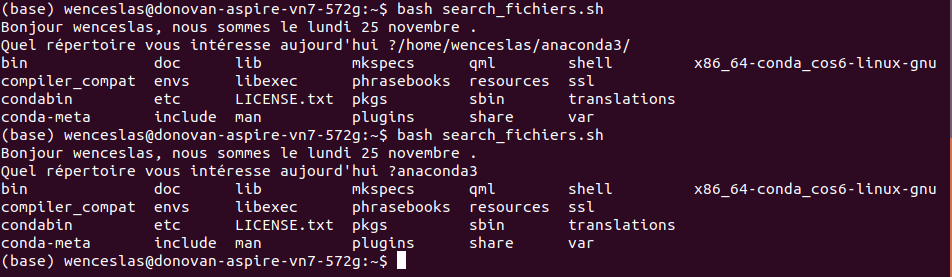 (base) wenceslas@donovan-aspire-vn7-572g:~$ bash search_fichiers.sh
Bonjour wenceslas, nous sommes le lundi 25 novembre .
Quel répertoire vous intéresse aujourd'hui ?/home/wenceslas/anaconda3/
bin doc lib mkspecs qml shell x86_64-conda_cos6-linux-gnu
compiler_compat envs libexec phrasebooks resources ssl
condabin etc LICENSE.txt pkgs sbin translations
conda-meta include man plugins share var
(base) wenceslas@donovan-aspire-vn7-572g:~$ bash search_fichiers.sh
Bonjour wenceslas, nous sommes le lundi 25 novembre .
Quel répertoire vous intéresse aujourd'hui ?anaconda3
bin doc lib mkspecs qml shell x86_64-conda_cos6-linux-gnu
compiler_compat envs libexec phrasebooks resources ssl
condabin etc LICENSE.txt pkgs sbin translations
conda-meta include man plugins share var
(base) wenceslas@donovan-aspire-vn7-572g:~$